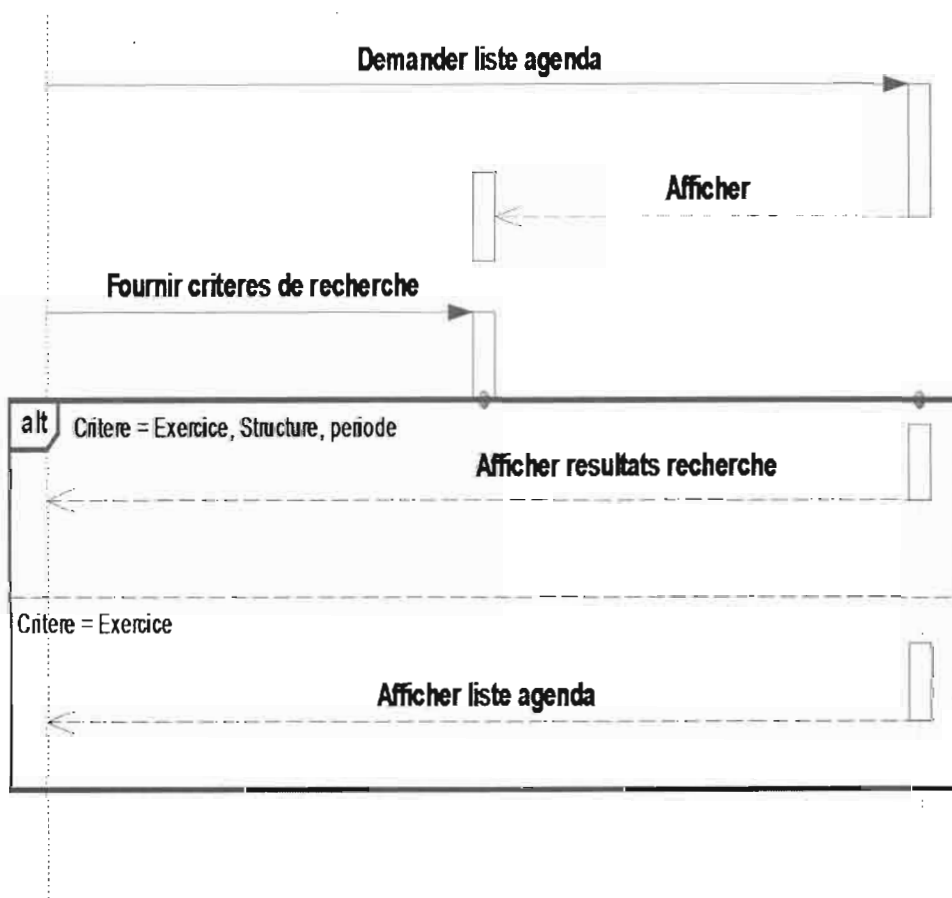 Demander liste agenda
Afficher
Fournir criteres de recherche
alt
Critere = Exercice, Structure, periode
Afficher resultats recherche
Critere = Exercice
Afficher liste agenda